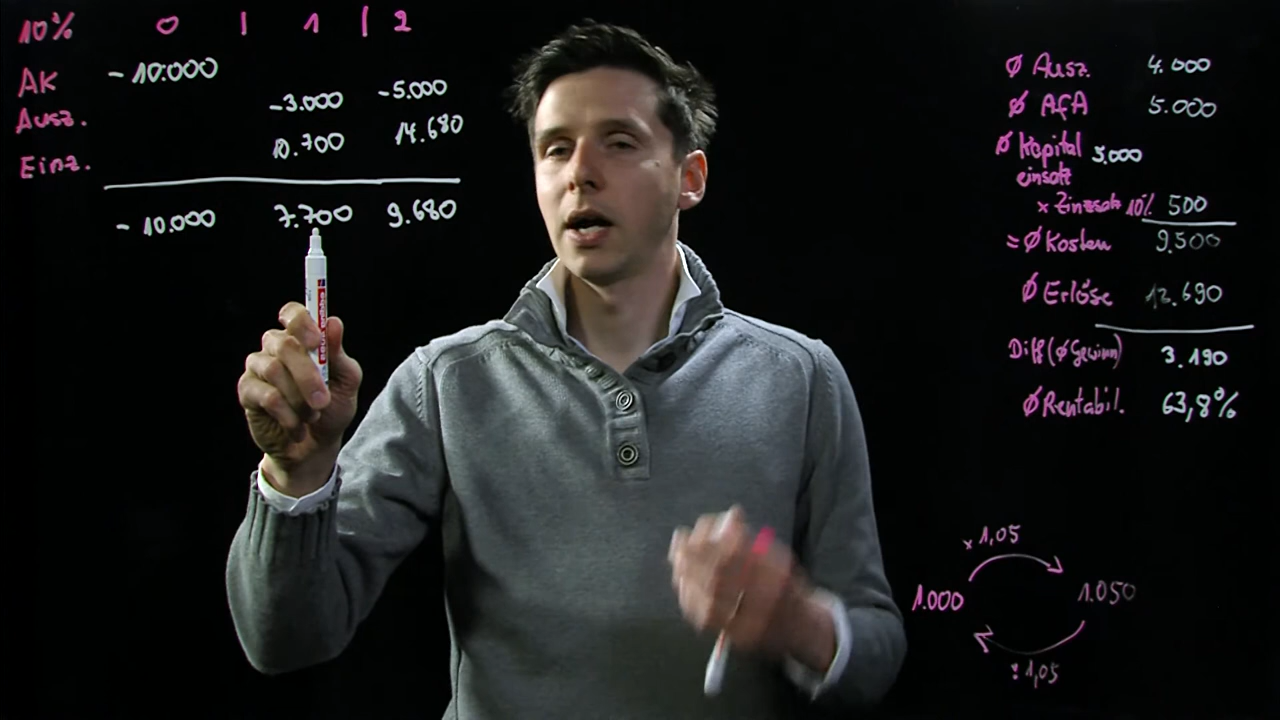 10% 0 | 1 | 2
AK -10.000
Ausz. -3.000 -5.000
Einz. 10.700 14.680
-10.000 7.700 9.680
Ø Ausz. 4.000
Ø AfA 5.000
Ø Kapital
einsatz 5.000
x Zinssatz 10% 500
= Ø Kosten 9.500
Ø Erlöse 12.690
Diff (Ø Gewinn) 3.190
Ø Rentabil. 63,8%
x 1,05
1.000 1.050
: 1,05